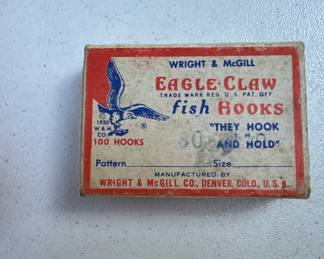 WRIGHT & McGILL
EAGLE-CLAW
TRADE MARK REG. U.S. PAT. OFF
fish HOOKS
"THEY HOOK
AND HOLD"
1930
W & M
CO
®
100 HOOKS
Pattern Size
MANUFACTURED BY
WRIGHT & McGILL CO., DENVER, COLO., U.S.A.